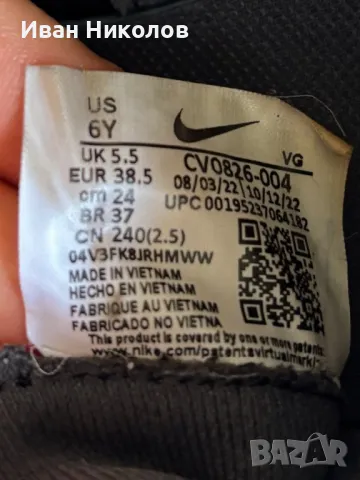 Иван Николов
US
6Y
VG
UK 5.5
CV0826-004
EUR 38.5
08/03/22 10/12/22
cm 24
UPC 00195237064182
BR 37
CN 240(2.5)
04V3FK8JRHMWW
MADE IN VIETNAM
HECHO EN VIETNAM
FABRIQUE AU VIETNAM
FABRICADO NO VIETNAM
This product is covered by one or more
www.nike.com/patentsvirtualmark
BAZAR